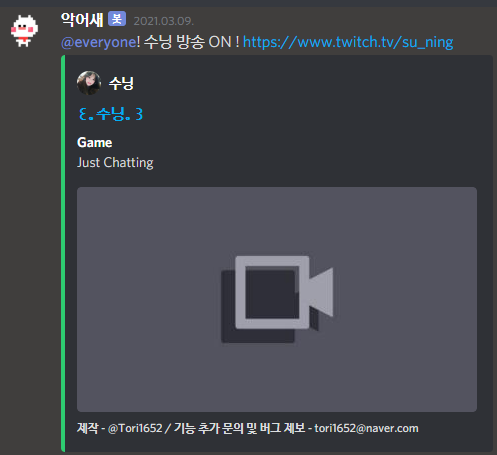 악어새 봇 2021.03.09.
@everyone! 수닝 방송 ON ! https://www.twitch.tv/su_ning
수닝
꒰｡수닝｡꒱
Game
Just Chatting
제작 - @Tori1652 / 기능 추가 문의 및 버그 제보 - tori1652@naver.com